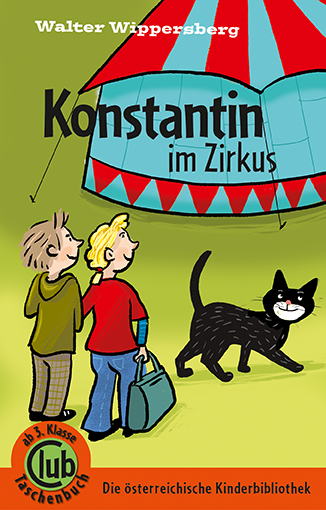 Walter Wippersberg
Konstantin
im Zirkus
ab 3. Klasse
Club
Taschenbuch
Die österreichische Kinderbibliothek